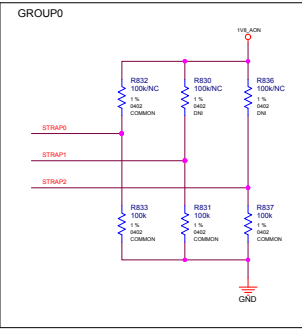 GROUP0
1V8_AON
R832
100k/NC
1 %
0402
COMMON
R830
100k/NC
1 %
0402
DNI
R836
100k/NC
1 %
0402
DNI
STRAP0
STRAP1
STRAP2
R833
100k
1 %
0402
COMMON
R831
100k
1 %
0402
COMMON
R837
100k
1 %
0402
COMMON
GND